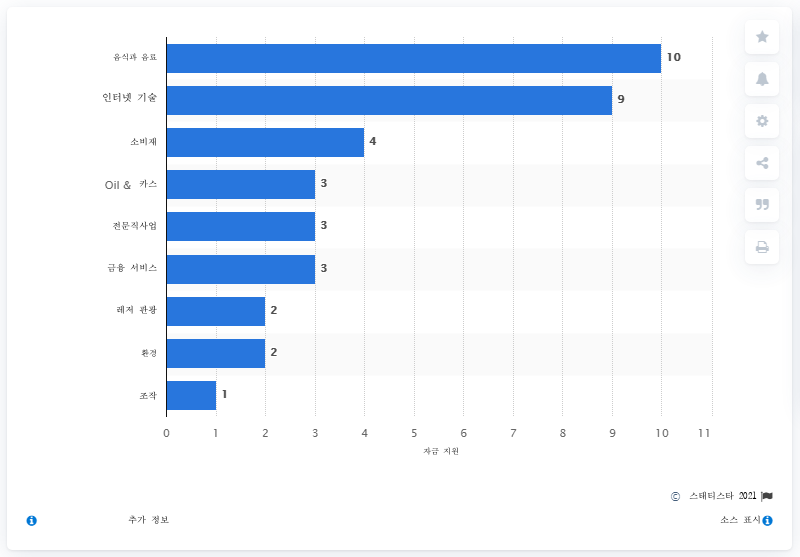 음식과 음료 10
인터넷 기술 9
소비재 4
Oil & 카스 3
전문직사업 3
금융 서비스 3
레저 관광 2
환경 2
조작 1
0 1 2 3 4 5 6 7 8 9 10 11
자금 지원
© 스태티스타 2021
추가 정보 소스 표시